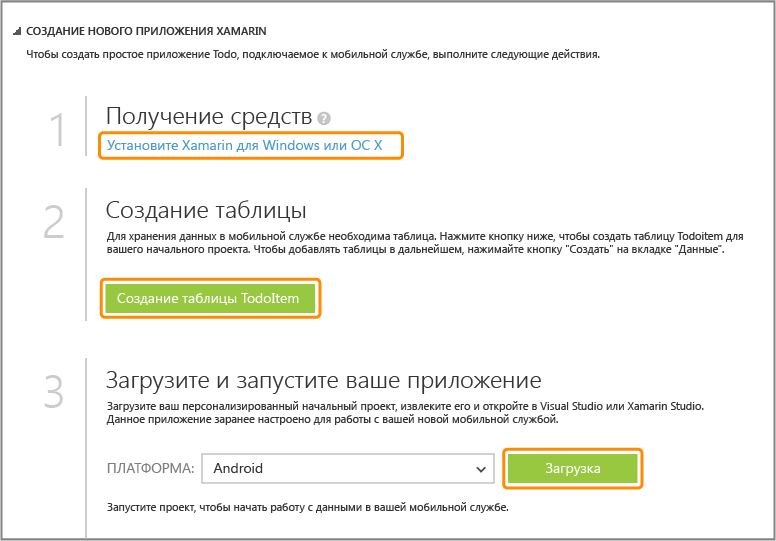 СОЗДАНИЕ НОВОГО ПРИЛОЖЕНИЯ XAMARIN
Чтобы создать простое приложение Todo, подключаемое к мобильной службе, выполните следующие действия.
1
Получение средств ?
Установите Xamarin для Windows или ОС X
2
Создание таблицы
Для хранения данных в мобильной службе необходима таблица. Нажмите кнопку ниже, чтобы создать таблицу Todoitem для
вашего начального проекта. Чтобы добавлять таблицы в дальнейшем, нажимайте кнопку "Создать" на вкладке "Данные".
Создание таблицы TodoItem
3
Загрузите и запустите ваше приложение
Загрузите ваш персонализированный начальный проект, извлеките его и откройте в Visual Studio или Xamarin Studio.
Данное приложение заранее настроено для работы с вашей новой мобильной службой.
ПЛАТФОРМА: Android Загрузка
Запустите проект, чтобы начать работу с данными в вашей мобильной службе.